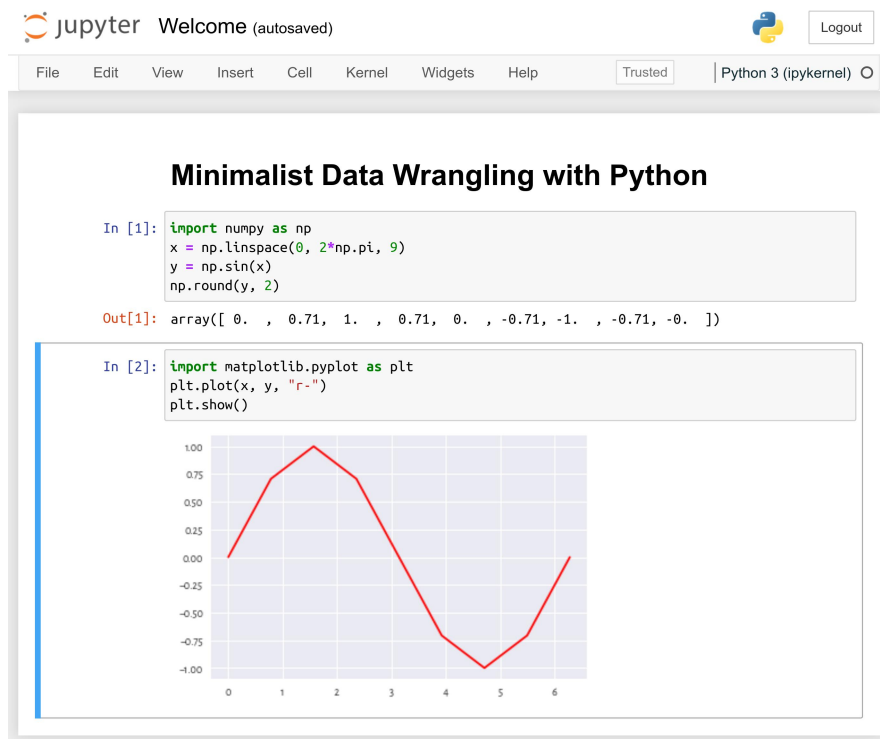 jupyter Welcome (autosaved) Logout
File Edit View Insert Cell Kernel Widgets Help Trusted Python 3 (ipykernel)
Minimalist Data Wrangling with Python
In [1]: import numpy as np
x = np.linspace(0, 2*np.pi, 9)
y = np.sin(x)
np.round(y, 2)
Out[1]: array([ 0.  ,  0.71,  1.  ,  0.71,  0.  , -0.71, -1.  , -0.71, -0.  ])
In [2]: import matplotlib.pyplot as plt
plt.plot(x, y, "r-")
plt.show()
1.00
0.75
0.50
0.25
0.00
−0.25
−0.50
−0.75
−1.00
0 1 2 3 4 5 6